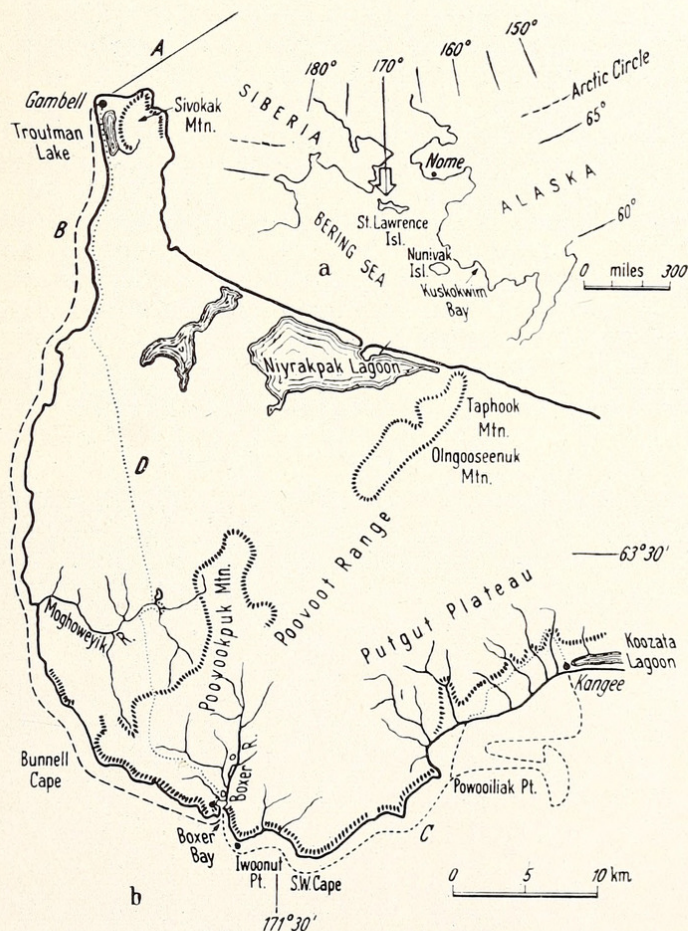 A
Gambell
Troutman
Lake
Sivokak
Mtn.
B
180°
170°
160°
150°
SIBERIA
Arctic Circle
65°
Nome
ALASKA
60°
St. Lawrence
Isl.
BERING SEA
Nunivak
Isl.
Kuskokwim
Bay
a
0 miles 300
Niyrakpak Lagoon
Taphook
Mtn.
Olngooseenuk
Mtn.
D
Poovoot Range
63°30'
Moghoweyik
R.
Poovookpuk Mtn.
Putgut Plateau
Koozata
Lagoon
Kangee
Bunnell
Cape
Boxer R.
Boxer
Bay
Powooiliak Pt.
C
Iwoonut
Pt.
S.W. Cape
0 5 10 km
b
171°30'